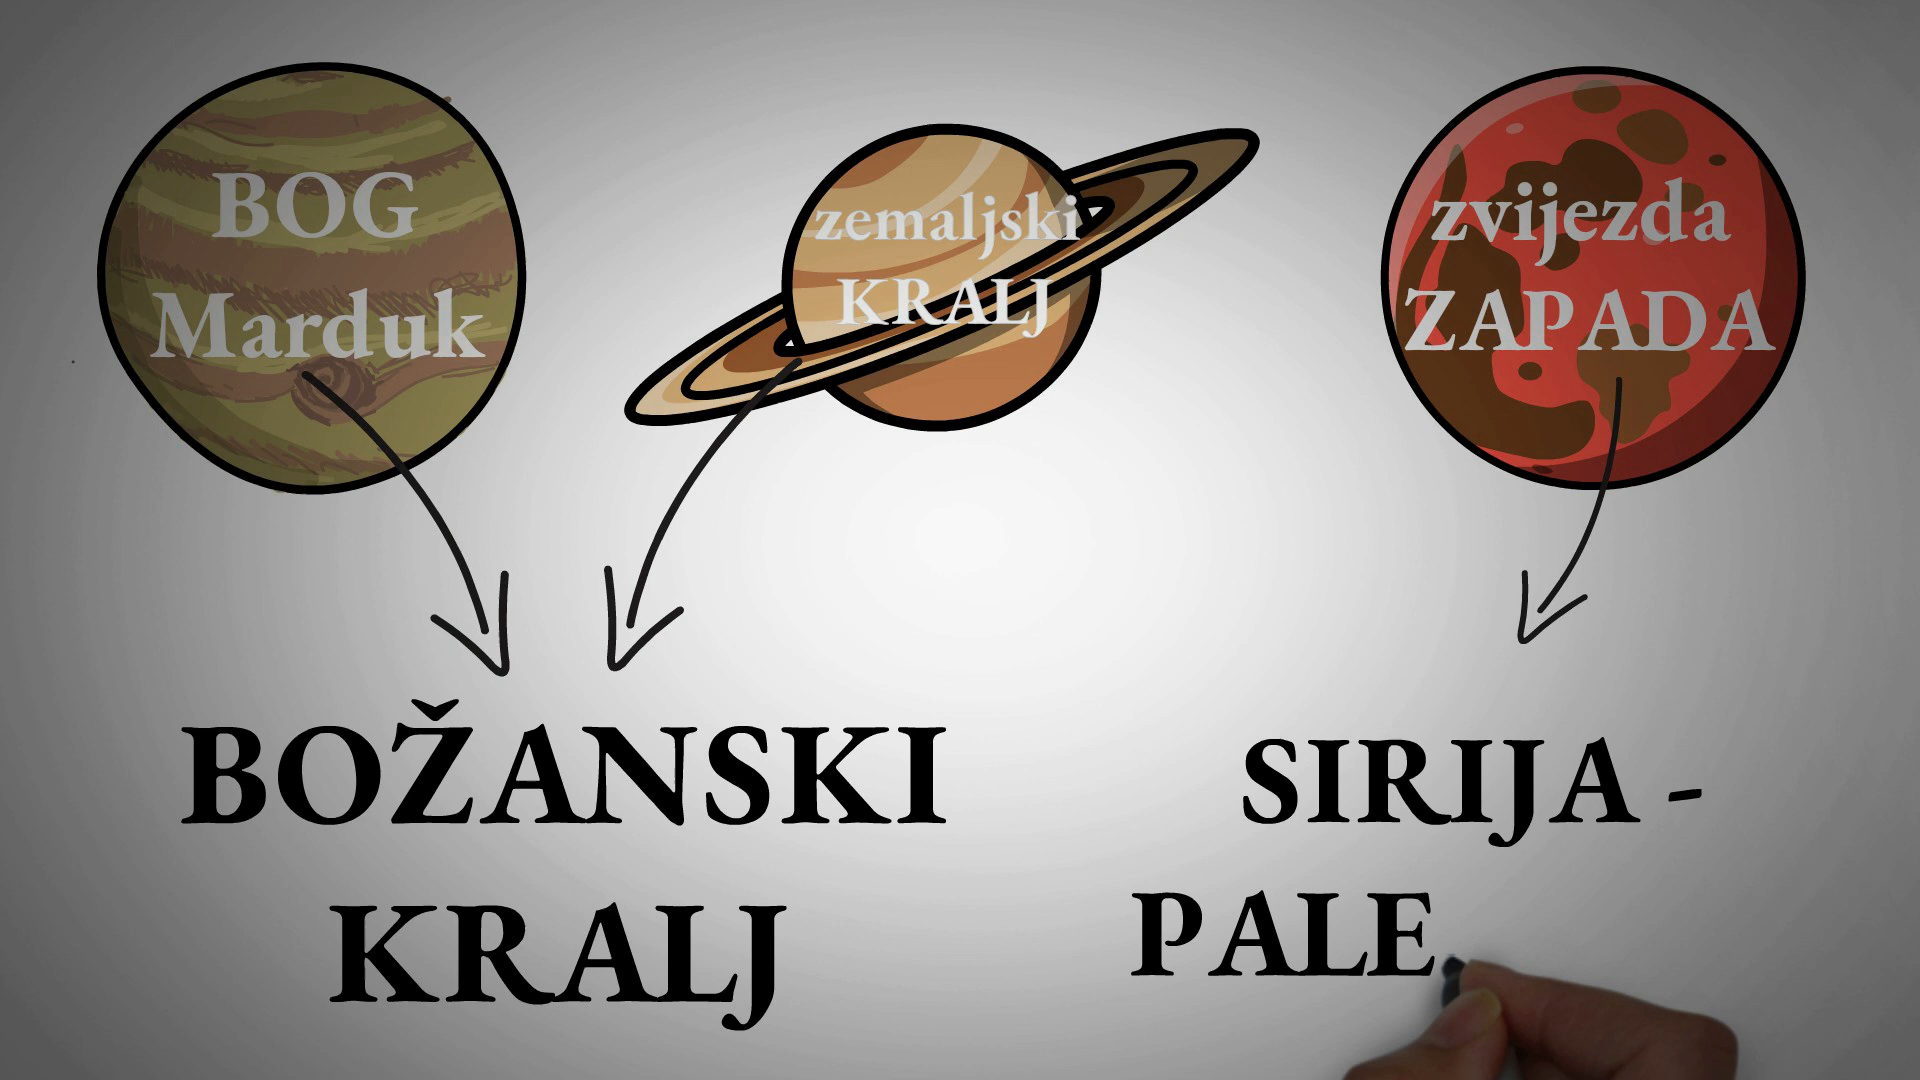 BOG
Marduk
zemaljski
KRALJ
zvijezda
ZAPADA
BOŽANSKI
KRALJ
SIRIJA -
PALE